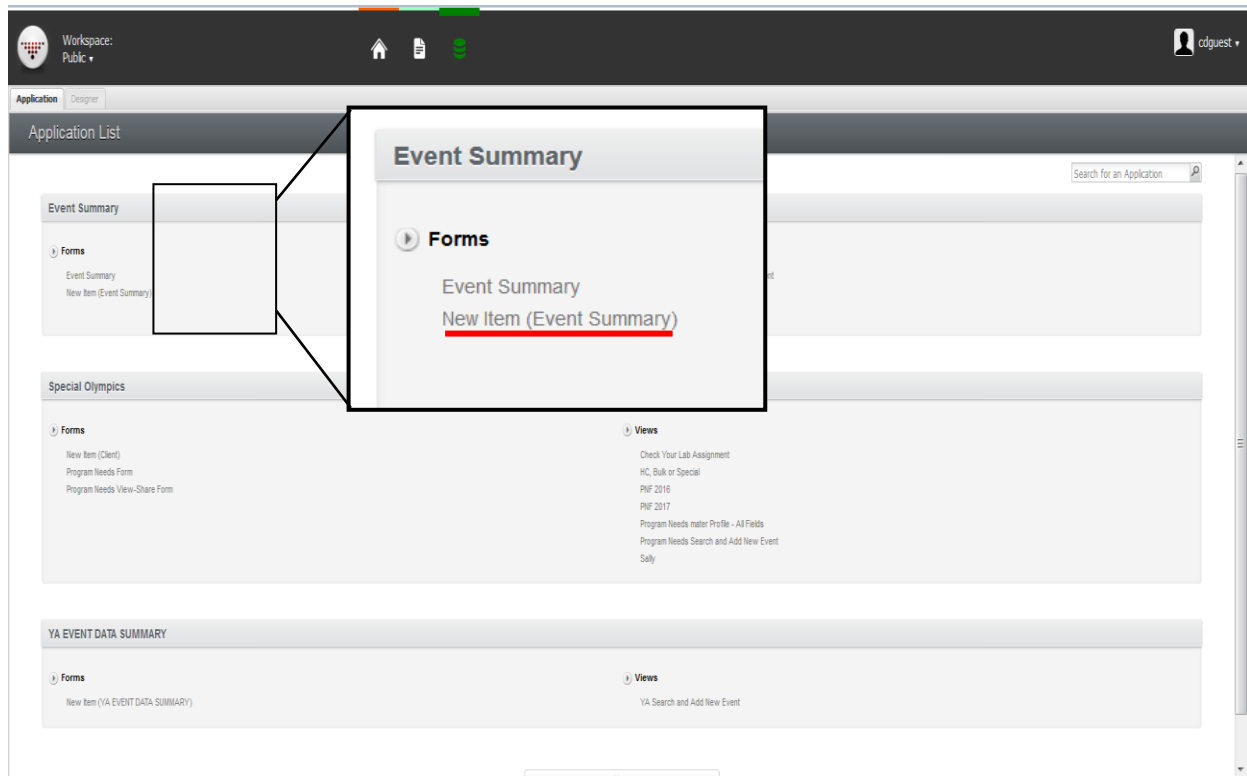 Workspace:
Public
cdguest
Application
Designer
Application List
Search for an Application
Event Summary
Forms
Event Summary
New Item (Event Summary)
Event Summary
Forms
Event Summary
New Item (Event Summary)
Special Olympics
Forms
New Item (Client)
Program Needs Form
Program Needs View-Share Form
Views
Check Your Lab Assignment
HC, Bulk or Special
PNF 2016
PNF 2017
Program Needs mater Profile - All Fields
Program Needs Search and Add New Event
Sally
YA EVENT DATA SUMMARY
Forms
New Item (YA EVENT DATA SUMMARY)
Views
YA Search and Add New Event